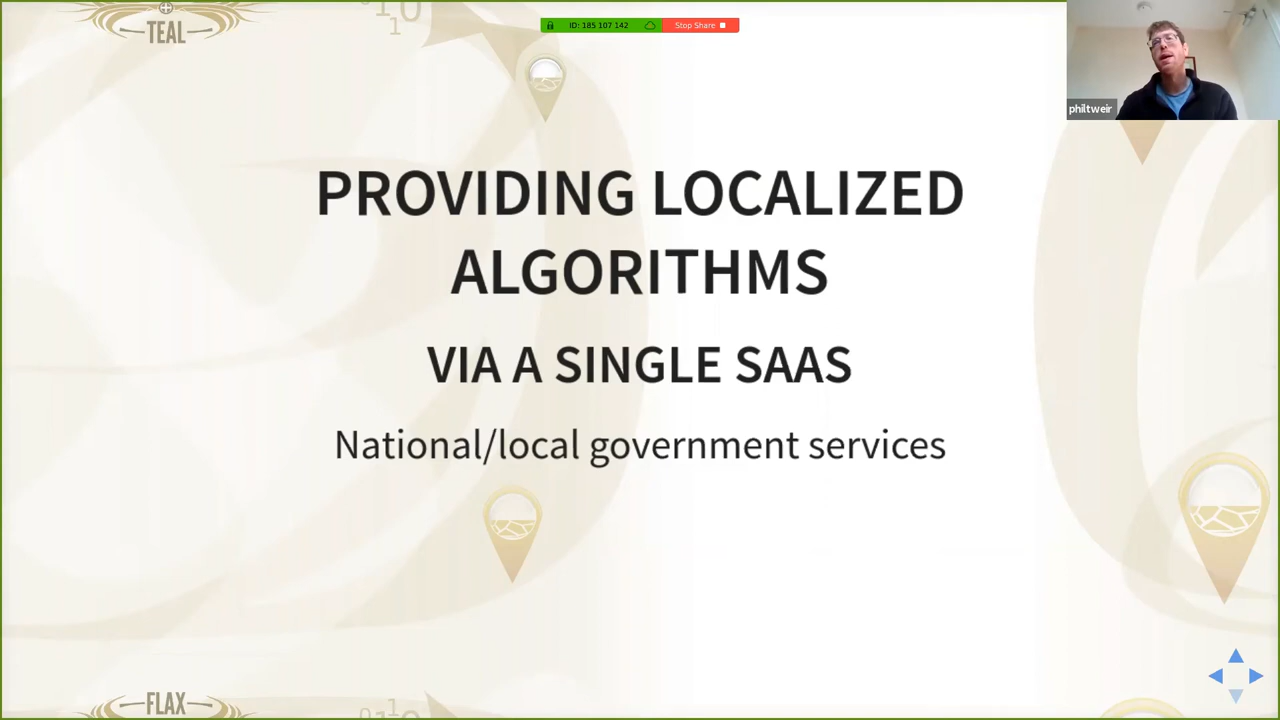 TEAL
ID: 185 107 142
Stop Share
philtweir
PROVIDING LOCALIZED
ALGORITHMS
VIA A SINGLE SAAS
National/local government services
FLAX